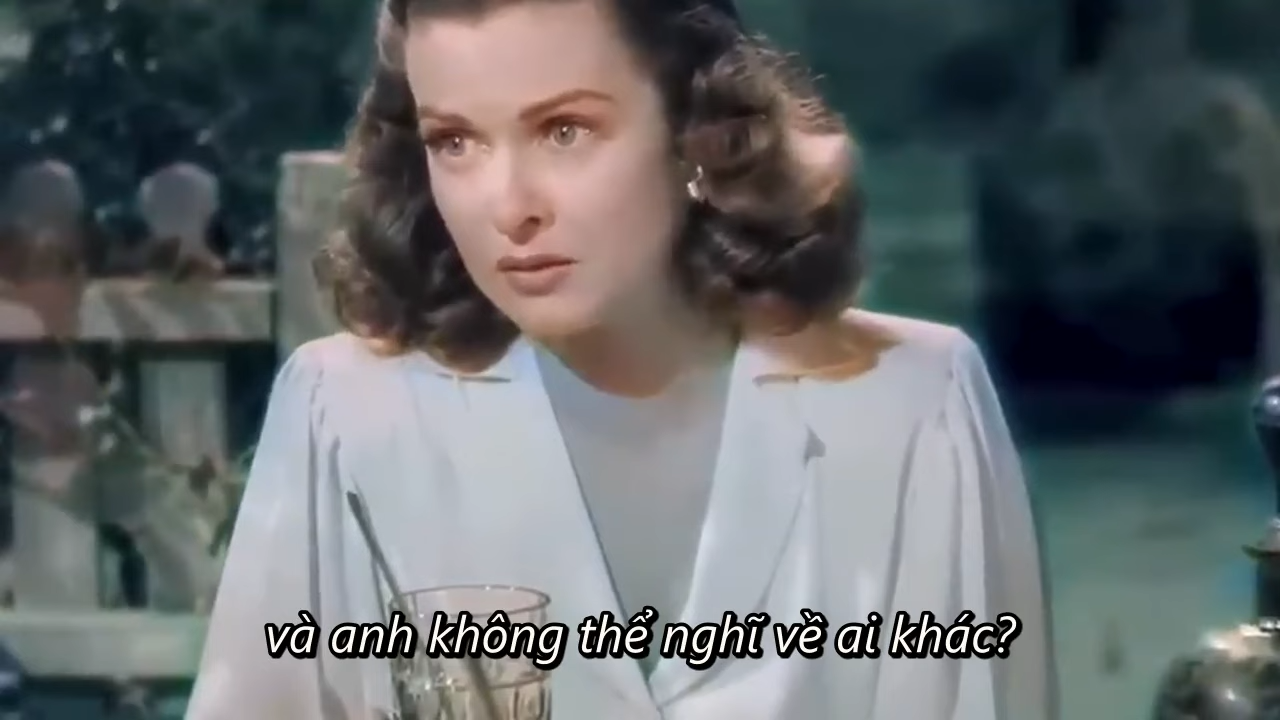 và anh không thể nghĩ về ai khác?